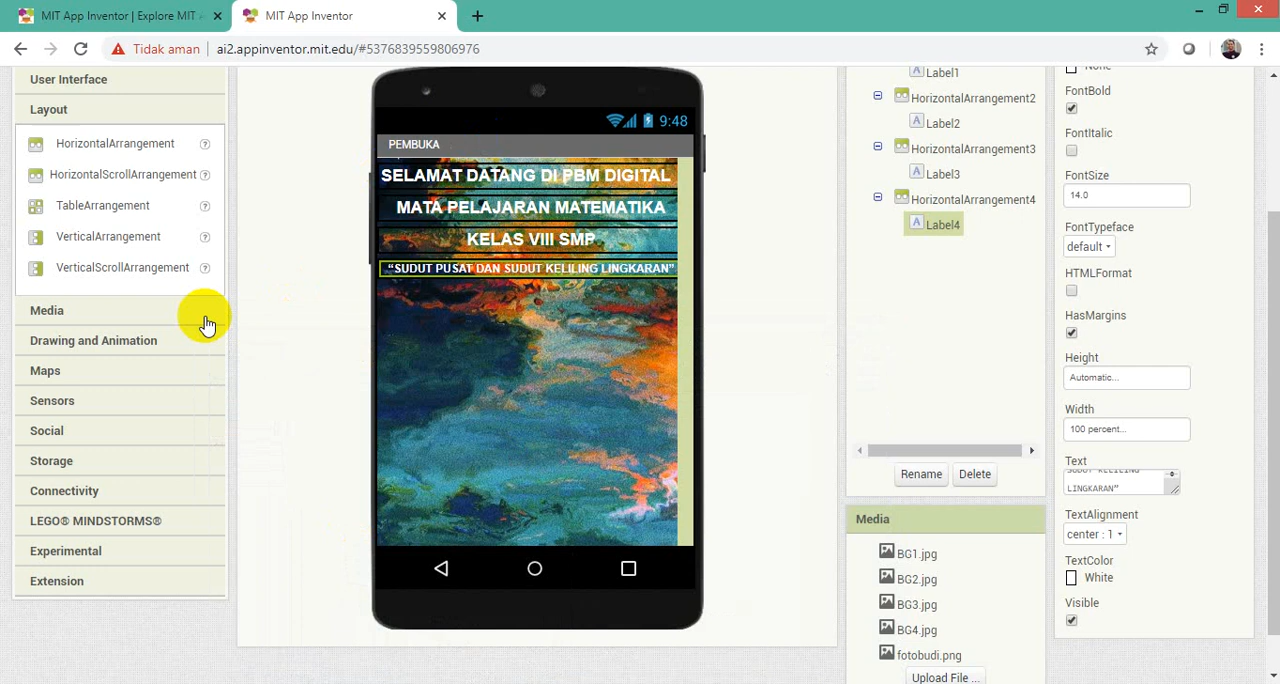 MIT App Inventor | Explore MIT
MIT App Inventor
Tidak aman
ai2.appinventor.mit.edu/#5376839559806976
User Interface
Layout
HorizontalArrangement
HorizontalScrollArrangement
TableArrangement
VerticalArrangement
VerticalScrollArrangement
Media
Drawing and Animation
Maps
Sensors
Social
Storage
Connectivity
LEGO® MINDSTORMS®
Experimental
Extension
9:48
PEMBUKA
SELAMAT DATANG DI PBM DIGITAL
MATA PELAJARAN MATEMATIKA
KELAS VIII SMP
“SUDUT PUSAT DAN SUDUT KELILING LINGKARAN”
Label1
HorizontalArrangement2
Label2
HorizontalArrangement3
Label3
HorizontalArrangement4
Label4
Rename
Delete
Media
BG1.jpg
BG2.jpg
BG3.jpg
BG4.jpg
fotobudi.png
Upload File ...
None
FontBold
FontItalic
FontSize
14.0
FontTypeface
default
HTMLFormat
HasMargins
Height
Automatic...
Width
100 percent...
Text
SUDUT KELILING
LINGKARAN”
TextAlignment
center : 1
TextColor
White
Visible